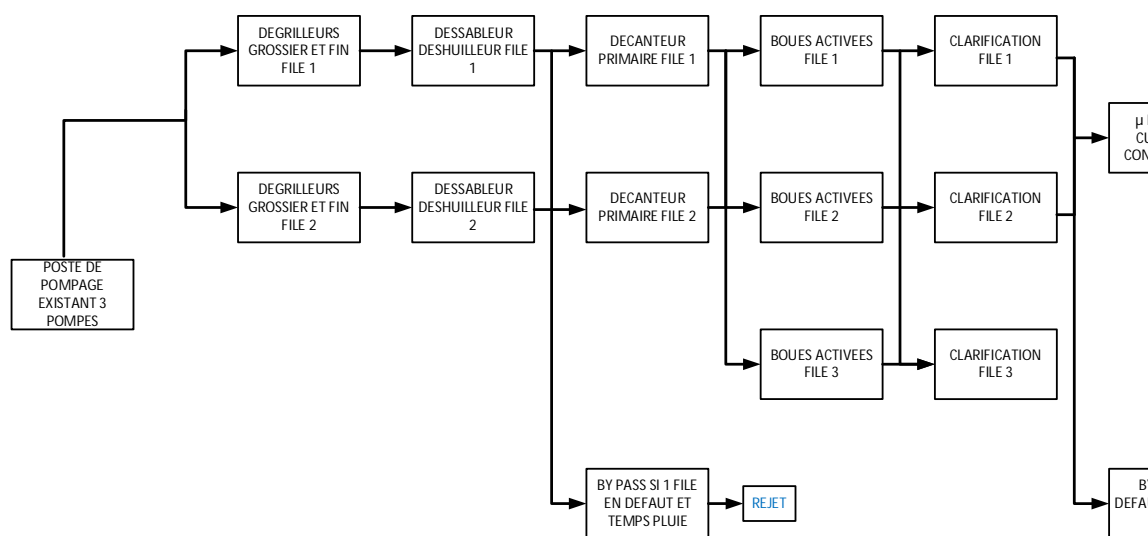 DEGRILLEURS
GROSSIER ET FIN
FILE 1
DESSABLEUR
DESHUILLEUR FILE
1
DECANTEUR
PRIMAIRE FILE 1
BOUES ACTIVEES
FILE 1
CLARIFICATION
FILE 1
µ
DEGRILLEURS
GROSSIER ET FIN
FILE 2
DESSABLEUR
DESHUILLEUR FILE
2
DECANTEUR
PRIMAIRE FILE 2
BOUES ACTIVEES
FILE 2
CLARIFICATION
FILE 2
POSTE DE
POMPAGE
EXISTANT 3
POMPES
BOUES ACTIVEES
FILE 3
CLARIFICATION
FILE 3
BY PASS SI 1 FILE
EN DEFAUT ET
TEMPS PLUIE
REJET